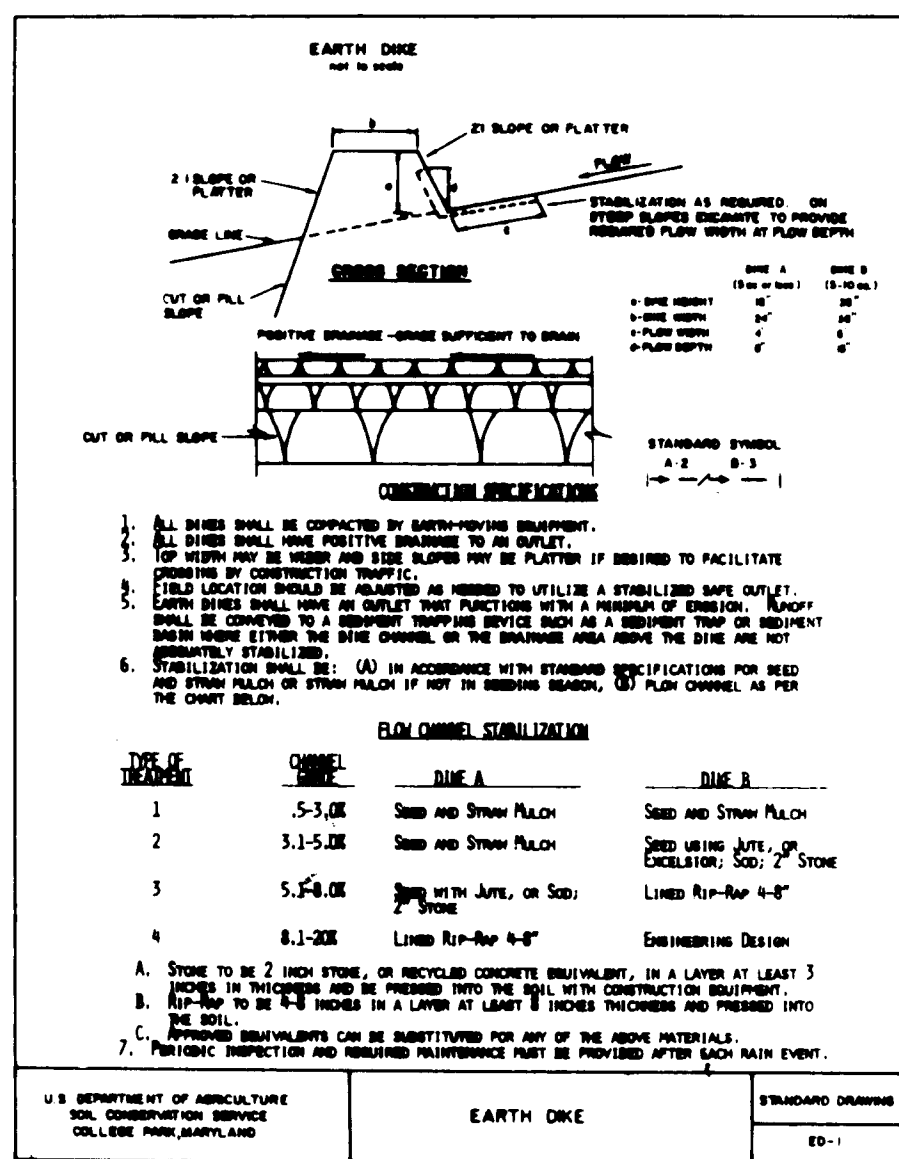 EARTH DIKE
not to scale
b
2:1 SLOPE OR FLATTER
2:1 SLOPE OR
FLATTER
FLOW
a
d
c
STABILIZATION AS REQUIRED. ON
STEEP SLOPES EXCAVATE TO PROVIDE
REQUIRED FLOW WIDTH AT FLOW DEPTH
GRADE LINE
CROSS SECTION
CUT OR FILL
SLOPE
DIKE A DIKE B
(5 ac. or less) (5-10 ac.)
a-DIKE HEIGHT 18"
b-DIKE WIDTH 24" 36"
c-FLOW WIDTH 4' 6'
d-FLOW DEPTH 8" 15"
POSITIVE DRAINAGE - GRADE SUFFICIENT TO DRAIN
CUT OR FILL SLOPE
STANDARD SYMBOL
A-2 B-3
CONSTRUCTION SPECIFICATIONS
1. ALL DIKES SHALL BE COMPACTED BY EARTH-MOVING EQUIPMENT.
2. ALL DIKES SHALL HAVE POSITIVE DRAINAGE TO AN OUTLET.
3. TOP WIDTH MAY BE WIDER AND SIDE SLOPES MAY BE FLATTER IF DESIRED TO FACILITATE
CROSSING BY CONSTRUCTION TRAFFIC.
4. FIELD LOCATION SHOULD BE ADJUSTED AS NEEDED TO UTILIZE A STABILIZED SAFE OUTLET.
5. EARTH DIKES SHALL HAVE AN OUTLET THAT FUNCTIONS WITH A MINIMUM OF EROSION. RUNOFF
SHALL BE CONVEYED TO A SEDIMENT TRAPPING DEVICE SUCH AS A SEDIMENT TRAP OR SEDIMENT
BASIN WHERE EITHER THE DIKE CHANNEL OR THE DRAINAGE AREA ABOVE THE DIKE ARE NOT
ADEQUATELY STABILIZED.
6. STABILIZATION SHALL BE: (A) IN ACCORDANCE WITH STANDARD SPECIFICATIONS FOR SEED
AND STRAW MULCH OR STRAW MULCH IF NOT IN SEEDING SEASON, (B) FLOW CHANNEL AS PER
THE CHART BELOW.
FLOW CHANNEL STABILIZATION
TYPE OF TREATMENT CHANNEL GRADE DIKE A DIKE B
1 .5-3.0% SEED AND STRAW MULCH SEED AND STRAW MULCH
2 3.1-5.0% SEED AND STRAW MULCH SEED USING JUTE, OR
EXCELSIOR; SOD; 2" STONE
3 5.1-8.0% SEED WITH JUTE, OR SOD; LINED RIP-RAP 4-8"
2" STONE
4 8.1-20% LINED RIP-RAP 4-8" ENGINEERING DESIGN
A. STONE TO BE 2 INCH STONE, OR RECYCLED CONCRETE EQUIVALENT, IN A LAYER AT LEAST 3
INCHES IN THICKNESS AND BE PRESSED INTO THE SOIL WITH CONSTRUCTION EQUIPMENT.
B. RIP-RAP TO BE 4-8 INCHES IN A LAYER AT LEAST 8 INCHES THICKNESS AND PRESSED INTO
THE SOIL.
C. APPROVED EQUIVALENTS CAN BE SUBSTITUTED FOR ANY OF THE ABOVE MATERIALS.
7. PERIODIC INSPECTION AND REQUIRED MAINTENANCE MUST BE PROVIDED AFTER EACH RAIN EVENT.
U.S. DEPARTMENT OF AGRICULTURE
SOIL CONSERVATION SERVICE
COLLEGE PARK, MARYLAND
EARTH DIKE
STANDARD DRAWING
ED-1